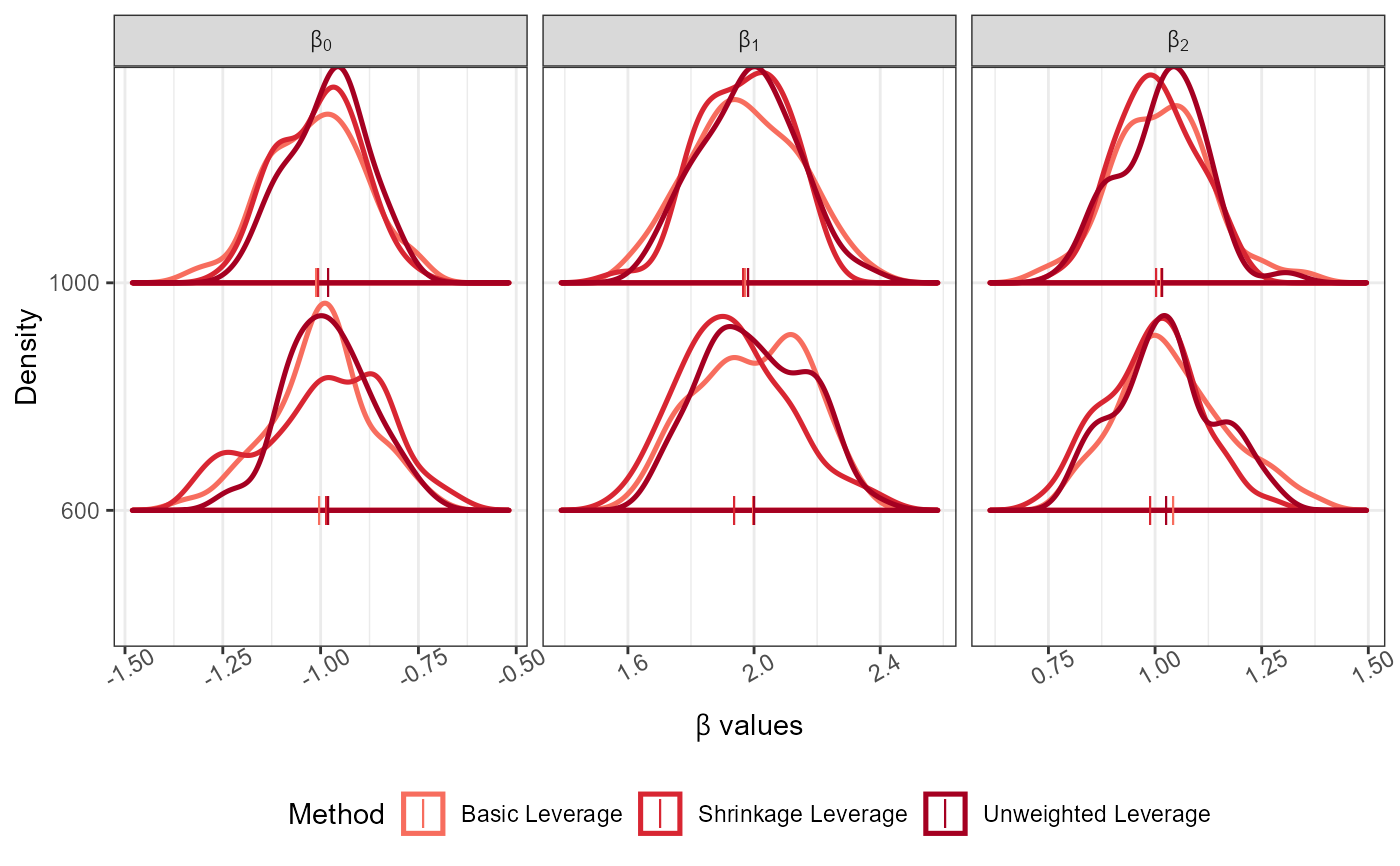 β₀ β₁ β₂
Density
1000
600
-1.50 -1.25 -1.00 -0.75 -0.50 1.6 2.0 2.4 0.75 1.00 1.25 1.50
β values
Method Basic Leverage Shrinkage Leverage Unweighted Leverage